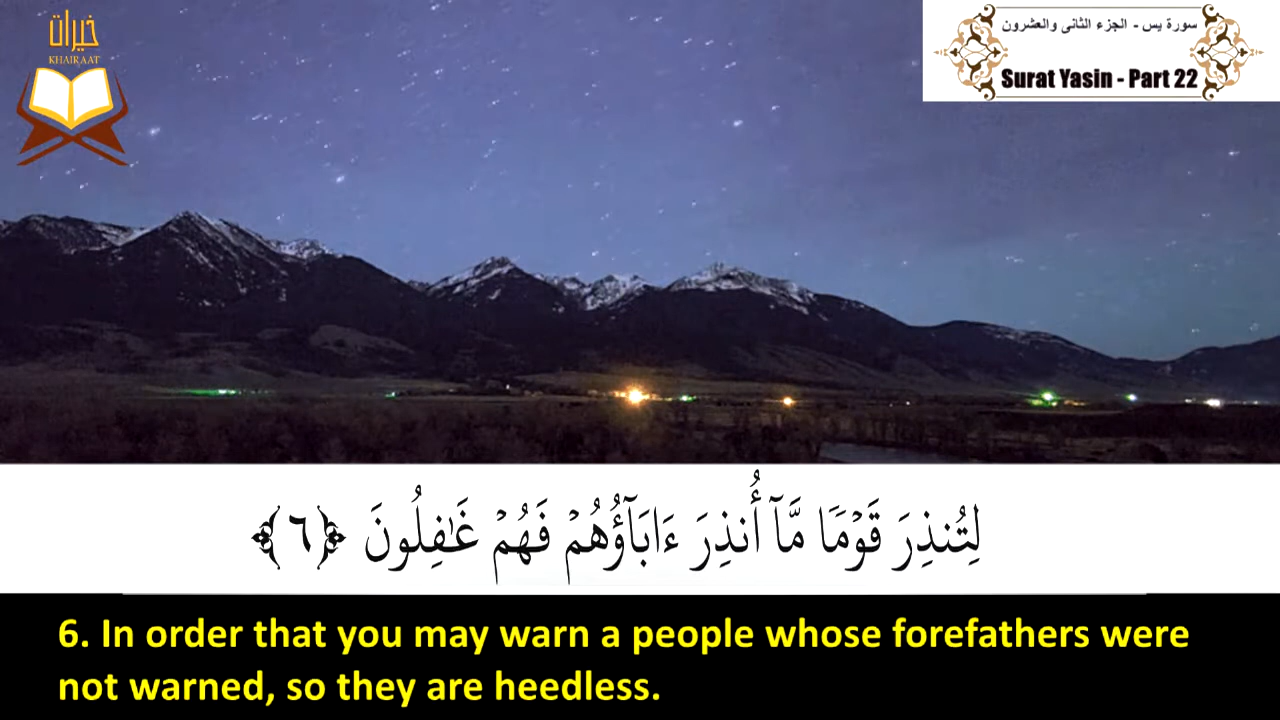 خيرات
KHAIRAAT
سورة يس - الجزء الثانى والعشرون
Surat Yasin - Part 22
لِتُنذِرَ قَوْمًا مَّآ أُنذِرَ ءَابَآؤُهُمْ فَهُمْ غَٰفِلُونَ ﴿٦﴾
6. In order that you may warn a people whose forefathers were
not warned, so they are heedless.